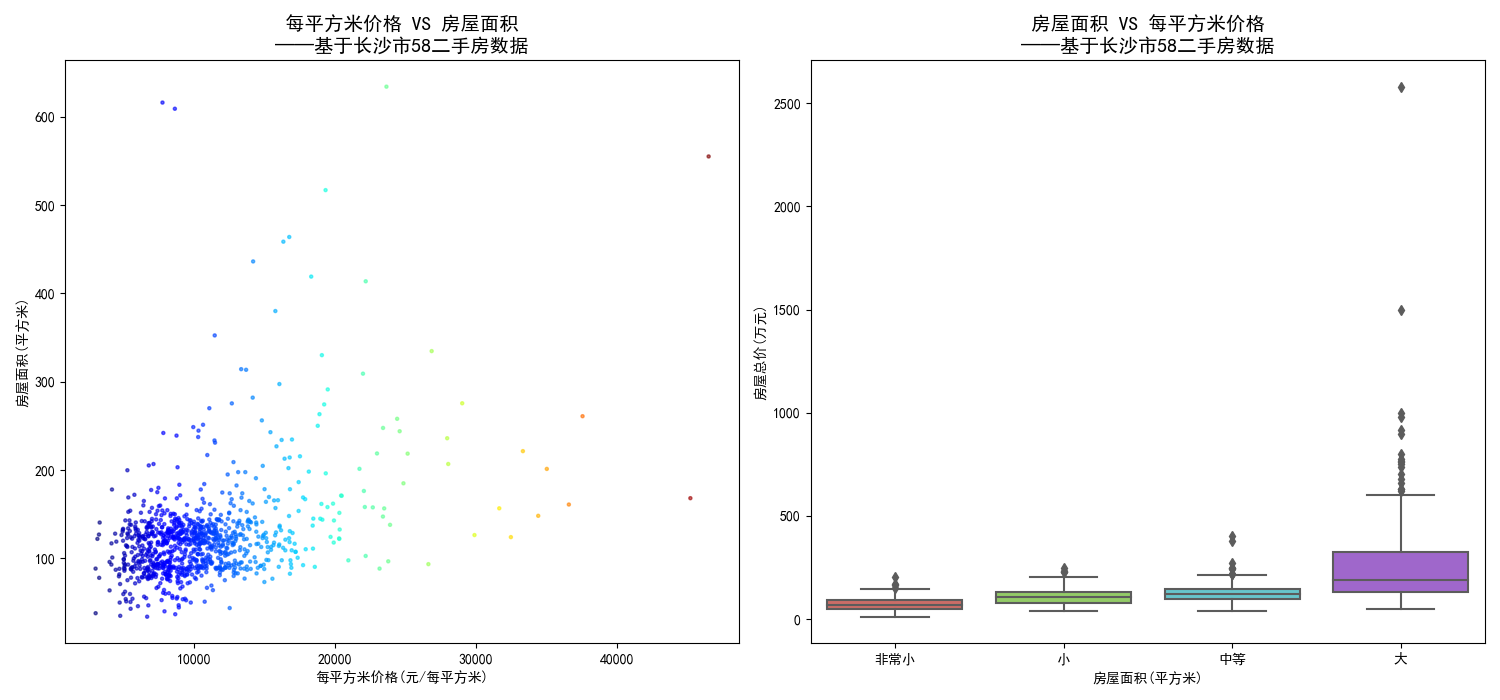 每平方米价格 VS 房屋面积
——基于长沙市58二手房数据
600
500
400
300
200
100
房屋面积(平方米)
10000
20000
30000
40000
每平方米价格(元/每平方米)
房屋面积 VS 每平方米价格
——基于长沙市58二手房数据
2500
2000
1500
1000
500
0
房屋总价(万元)
非常小
小
中等
大
房屋面积(平方米)